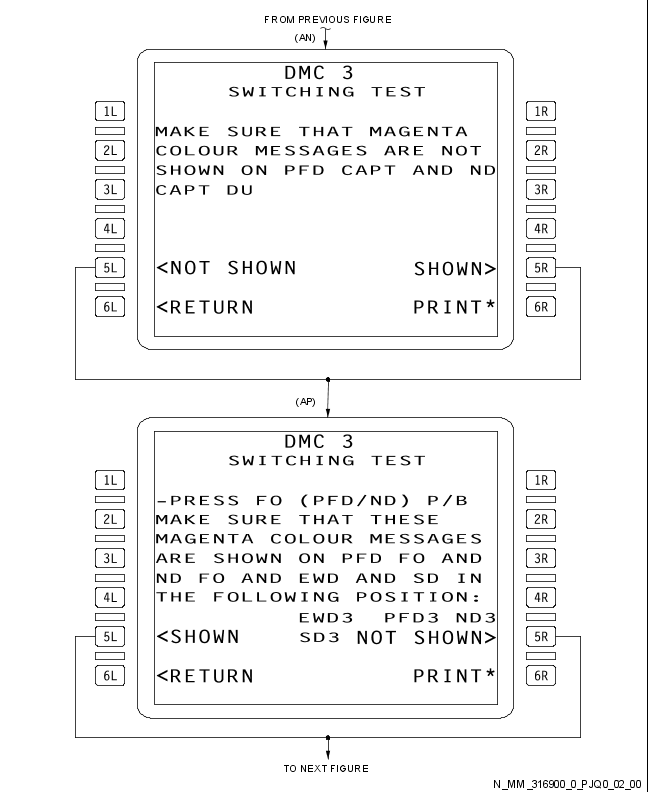 FROM PREVIOUS FIGURE
(AN)
DMC 3
SWITCHING TEST
1L 1R
MAKE SURE THAT MAGENTA
2L COLOUR MESSAGES ARE NOT 2R
SHOWN ON PFD CAPT AND ND
3L CAPT DU 3R
4L 4R
5L <NOT SHOWN SHOWN> 5R
6L <RETURN PRINT* 6R
(AP)
DMC 3
SWITCHING TEST
1L 1R
-PRESS FO (PFD/ND) P/B
2L MAKE SURE THAT THESE 2R
MAGENTA COLOUR MESSAGES
3L ARE SHOWN ON PFD FO AND 3R
ND FO AND EWD AND SD IN
4L THE FOLLOWING POSITION: 4R
EWD3 PFD3 ND3
5L <SHOWN SD3 NOT SHOWN> 5R
6L <RETURN PRINT* 6R
TO NEXT FIGURE
N_MM_316900_0_PJQ0_02_00